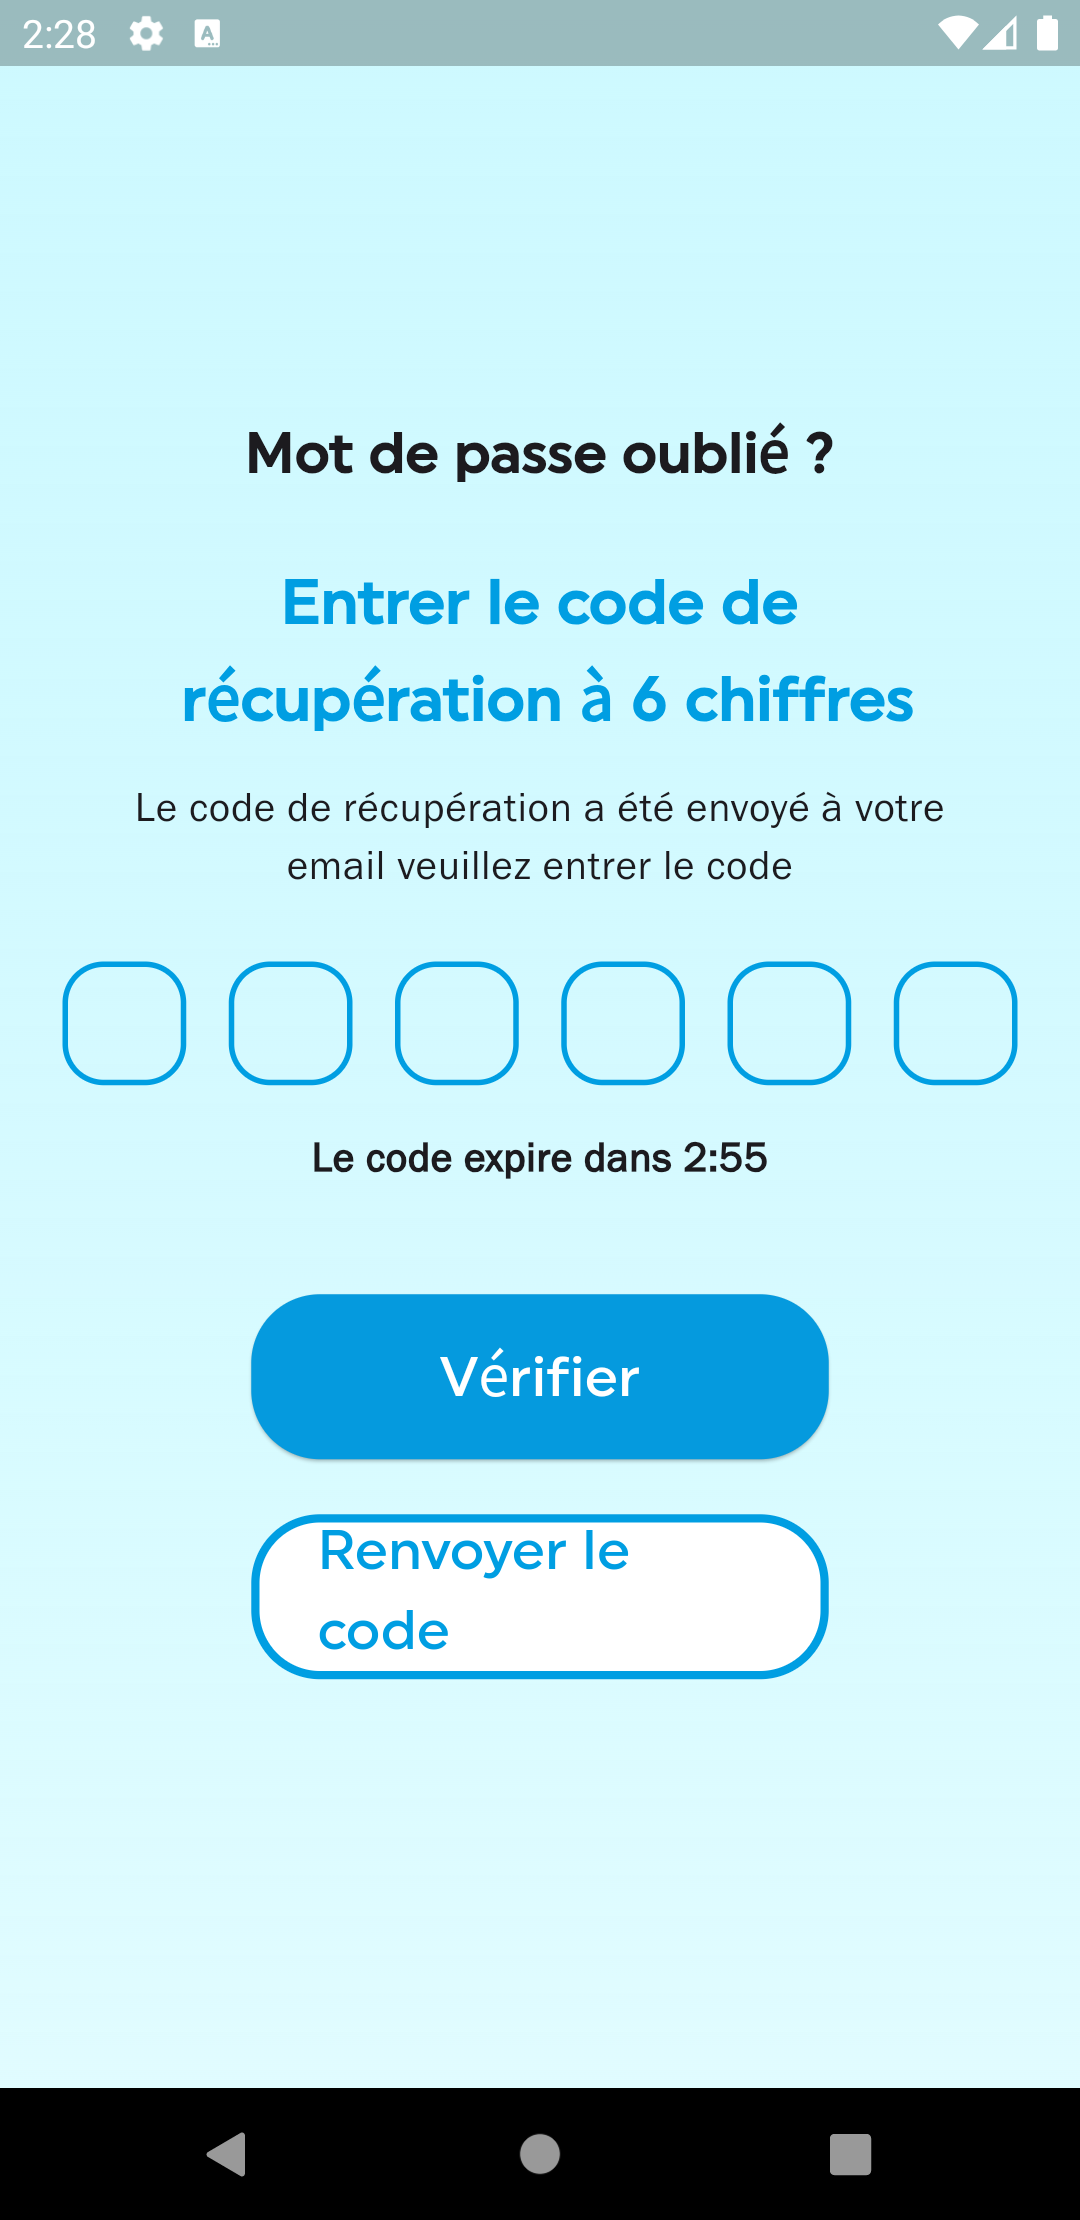 2:28
Mot de passe oublié ?
Entrer le code de
récupération à 6 chiffres
Le code de récupération a été envoyé à votre
email veuillez entrer le code
Le code expire dans 2:55
Vérifier
Renvoyer le
code